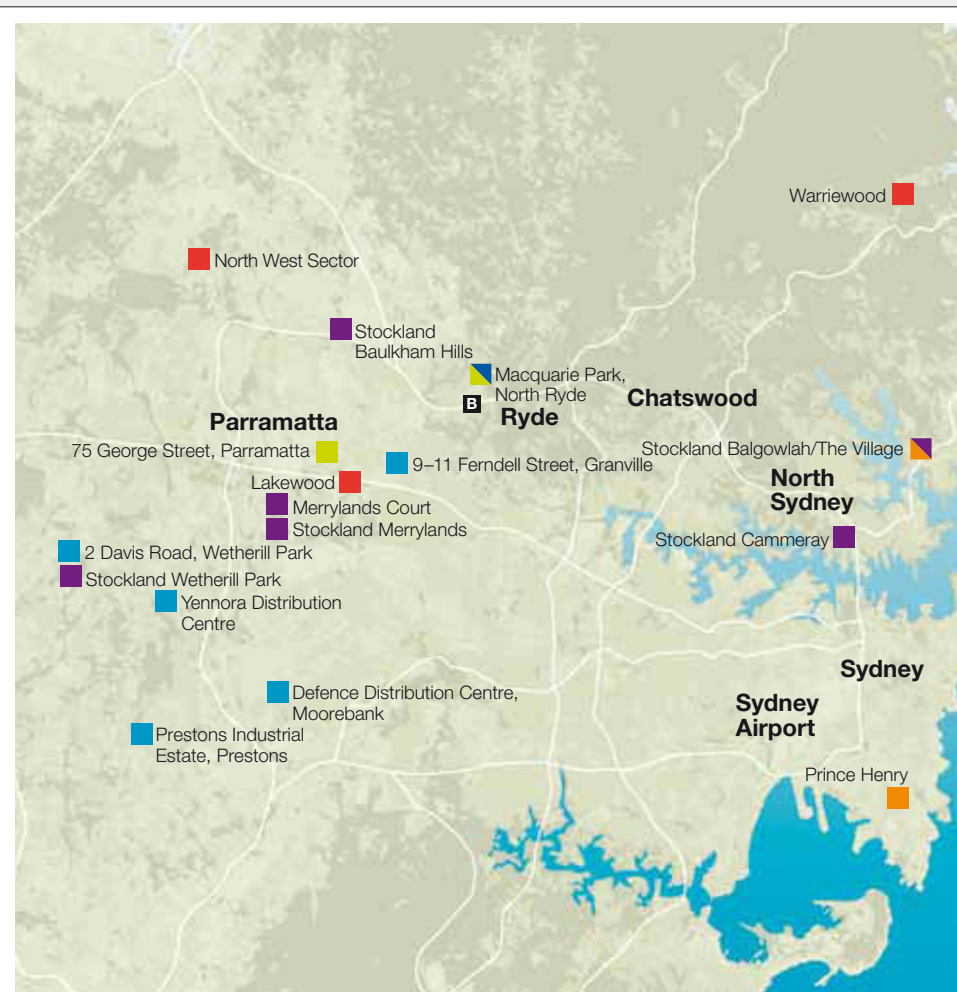 Warriewood
North West Sector
Stockland
Baulkham Hills
Macquarie Park,
North Ryde
B
Ryde
Chatswood
Parramatta
75 George Street, Parramatta
9–11 Ferndell Street, Granville
Stockland Balgowlah/The Village
Lakewood
North
Sydney
Merrylands Court
Stockland Merrylands
Stockland Cammeray
2 Davis Road, Wetherill Park
Stockland Wetherill Park
Yennora Distribution
Centre
Sydney
Defence Distribution Centre,
Moorebank
Sydney
Airport
Prestons Industrial
Estate, Prestons
Prince Henry